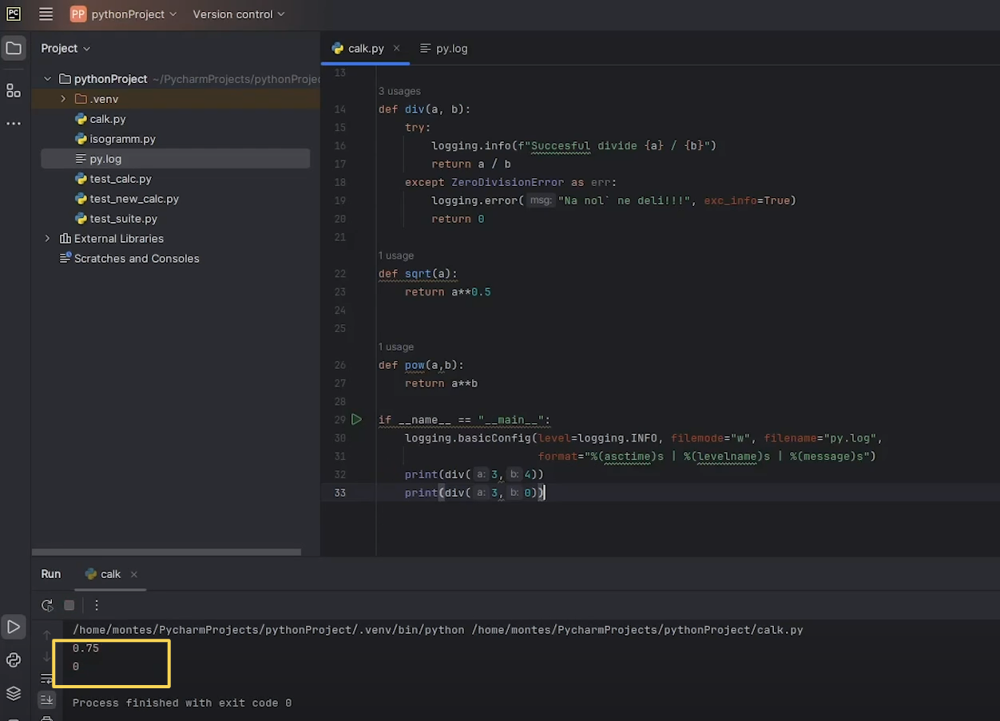 PC PP pythonProject Version control
Project
calk.py × py.log
pythonProject ~/PycharmProjects/pythonProjec
.venv
calk.py
isogramm.py
py.log
test_calc.py
test_new_calc.py
test_suite.py
External Libraries
Scratches and Consoles
13
3 usages
14 def div(a, b):
15 try:
16 logging.info(f"Succesful divide {a} / {b}")
17 return a / b
18 except ZeroDivisionError as err:
19 logging.error( msg: "Na nol` ne deli!!!", exc_info=True)
20 return 0
21
1 usage
22 def sqrt(a):
23 return a**0.5
24
25
1 usage
26 def pow(a,b):
27 return a**b
28
29 if __name__ == "__main__":
30 logging.basicConfig(level=logging.INFO, filemode="w", filename="py.log",
31 format="%(asctime)s | %(levelname)s | %(message)s")
32 print(div( a: 3, b: 4))
33 print(div( a: 3, b: 0))
Run calk ×
/home/montes/PycharmProjects/pythonProject/.venv/bin/python /home/montes/PycharmProjects/pythonProject/calk.py
0.75
0
Process finished with exit code 0